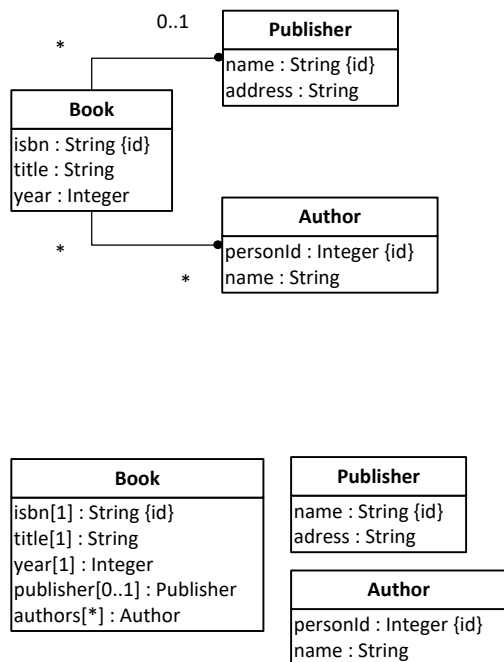 0..1
*
Publisher
name : String {id}
address : String
Book
isbn : String {id}
title : String
year : Integer
*
*
Author
personId : Integer {id}
name : String
Book
isbn[1] : String {id}
title[1] : String
year[1] : Integer
publisher[0..1] : Publisher
authors[*] : Author
Publisher
name : String {id}
adress : String
Author
personId : Integer {id}
name : String